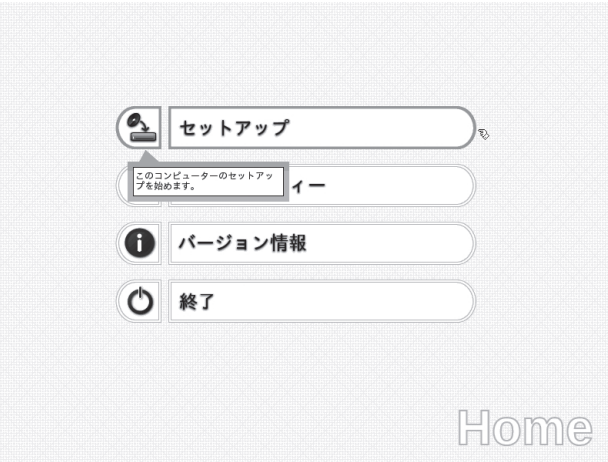 セットアップ
このコンピューターのセットアッ
プを始めます。
ィー
バージョン情報
終了
Home